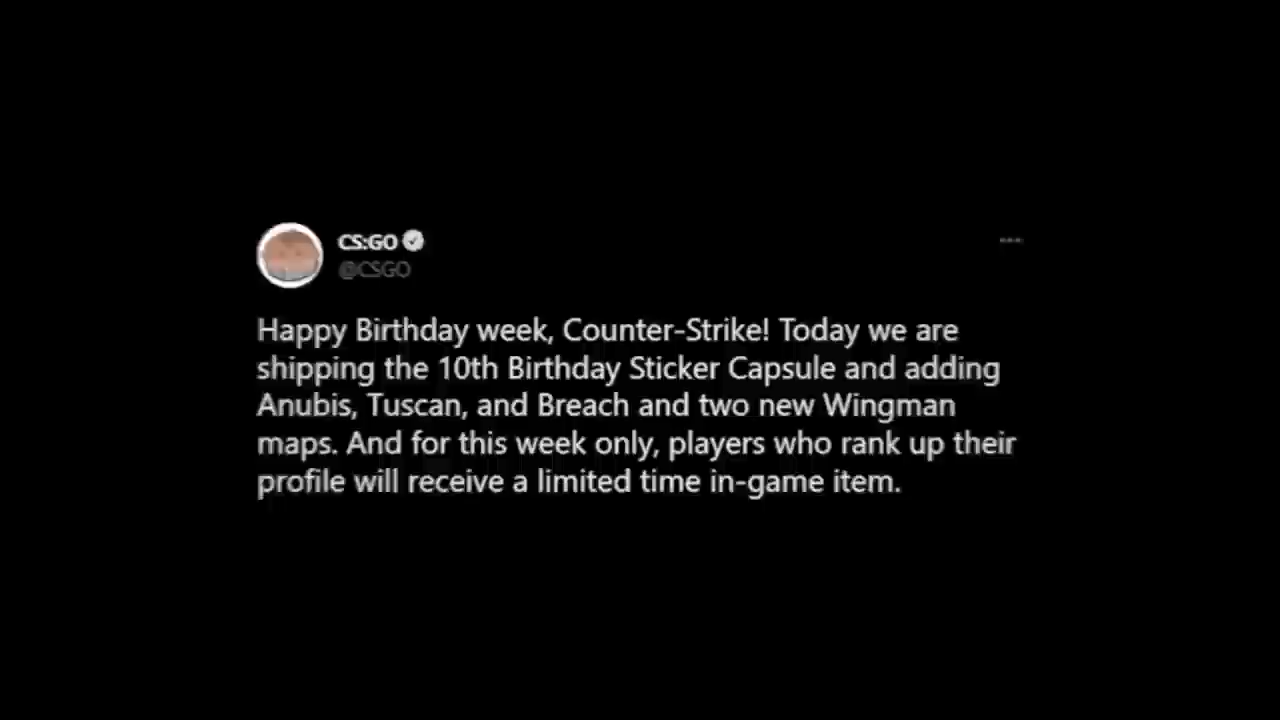 CS:GO
@CSGO
Happy Birthday week, Counter-Strike! Today we are
shipping the 10th Birthday Sticker Capsule and adding
Anubis, Tuscan, and Breach and two new Wingman
maps. And for this week only, players who rank up their
profile will receive a limited time in-game item.